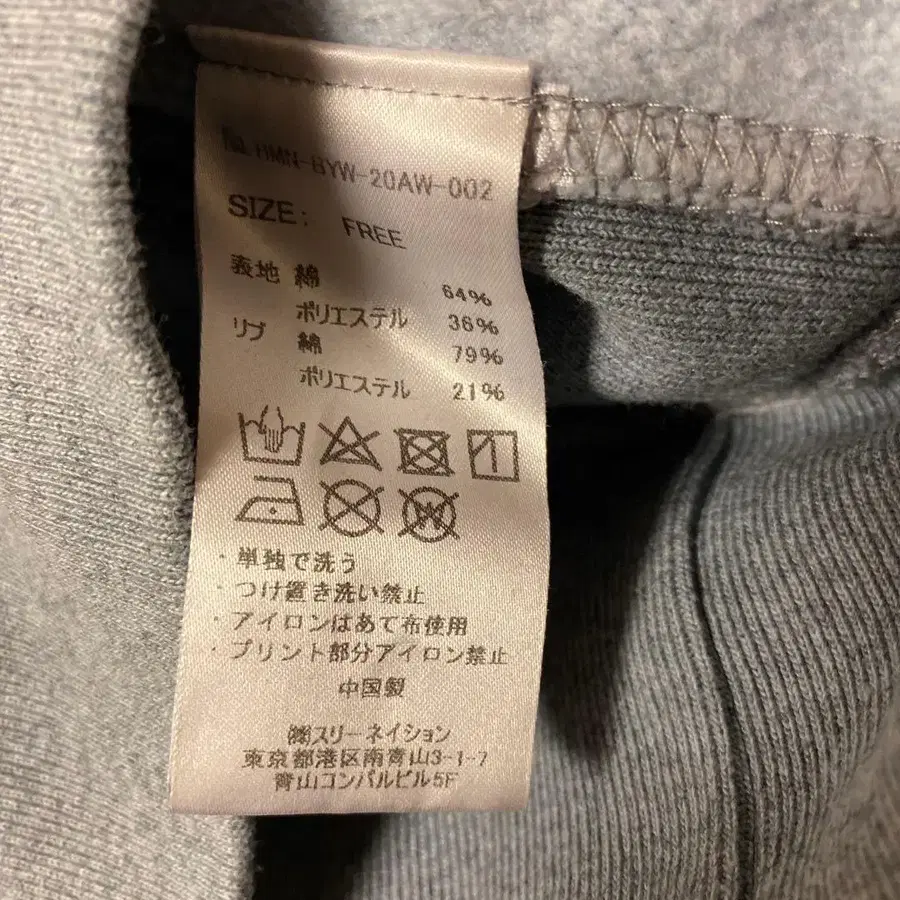 HMN-BYW-20AW-002
SIZE: FREE
表地 綿 64%
ポリエステル 36%
リブ 綿 79%
ポリエステル 21%
W
・単独で洗う
・つけ置き洗い禁止
・アイロンはあて布使用
・プリント部分アイロン禁止
中国製
㈱スリーネイション
東京都港区南青山3-1-7
青山コンパルビル5F